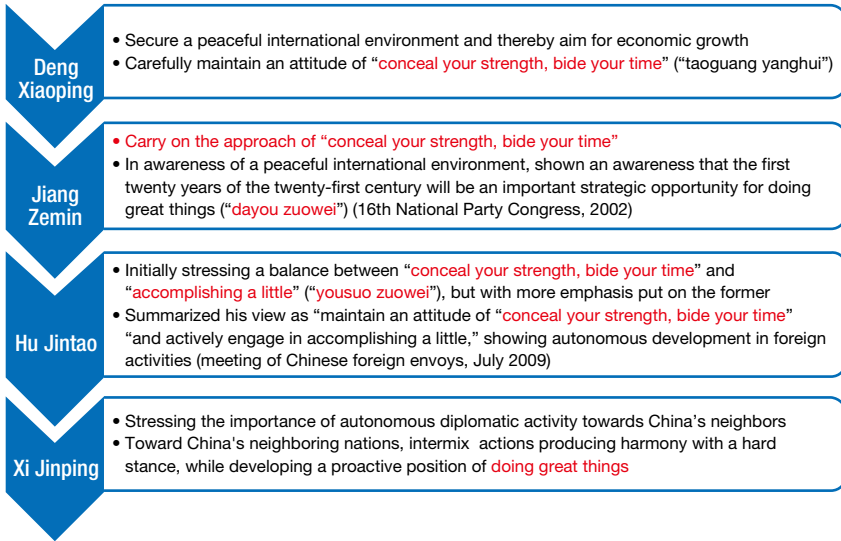 Deng
Xiaoping
• Secure a peaceful international environment and thereby aim for economic growth
• Carefully maintain an attitude of “conceal your strength, bide your time” (“taoguang yanghui”)
Jiang
Zemin
• Carry on the approach of “conceal your strength, bide your time”
• In awareness of a peaceful international environment, shown an awareness that the first
twenty years of the twenty-first century will be an important strategic opportunity for doing
great things (“dayou zuowei”) (16th National Party Congress, 2002)
Hu Jintao
• Initially stressing a balance between “conceal your strength, bide your time” and
“accomplishing a little” (“yousuo zuowei”), but with more emphasis put on the former
• Summarized his view as “maintain an attitude of “conceal your strength, bide your time”
“and actively engage in accomplishing a little,” showing autonomous development in foreign
activities (meeting of Chinese foreign envoys, July 2009)
Xi Jinping
• Stressing the importance of autonomous diplomatic activity towards China’s neighbors
• Toward China's neighboring nations, intermix actions producing harmony with a hard
stance, while developing a proactive position of doing great things